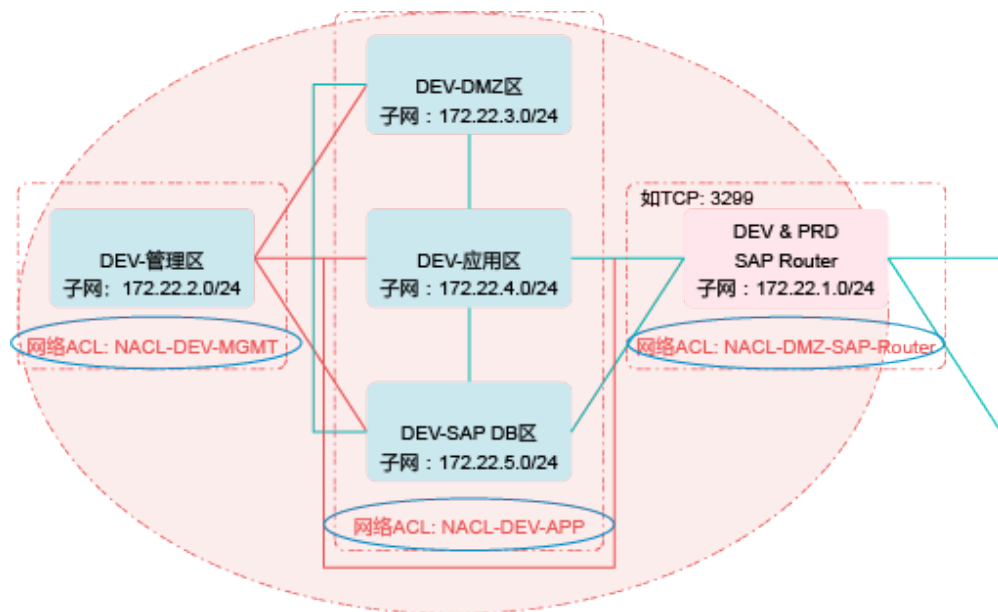 DEV-DMZ区
子网：172.22.3.0/24
如TCP: 3299
DEV-管理区
子网：172.22.2.0/24
网络ACL: NACL-DEV-MGMT
DEV-应用区
子网：172.22.4.0/24
DEV & PRD
SAP Router
子网：172.22.1.0/24
网络ACL: NACL-DMZ-SAP-Router
DEV-SAP DB区
子网：172.22.5.0/24
网络ACL: NACL-DEV-APP